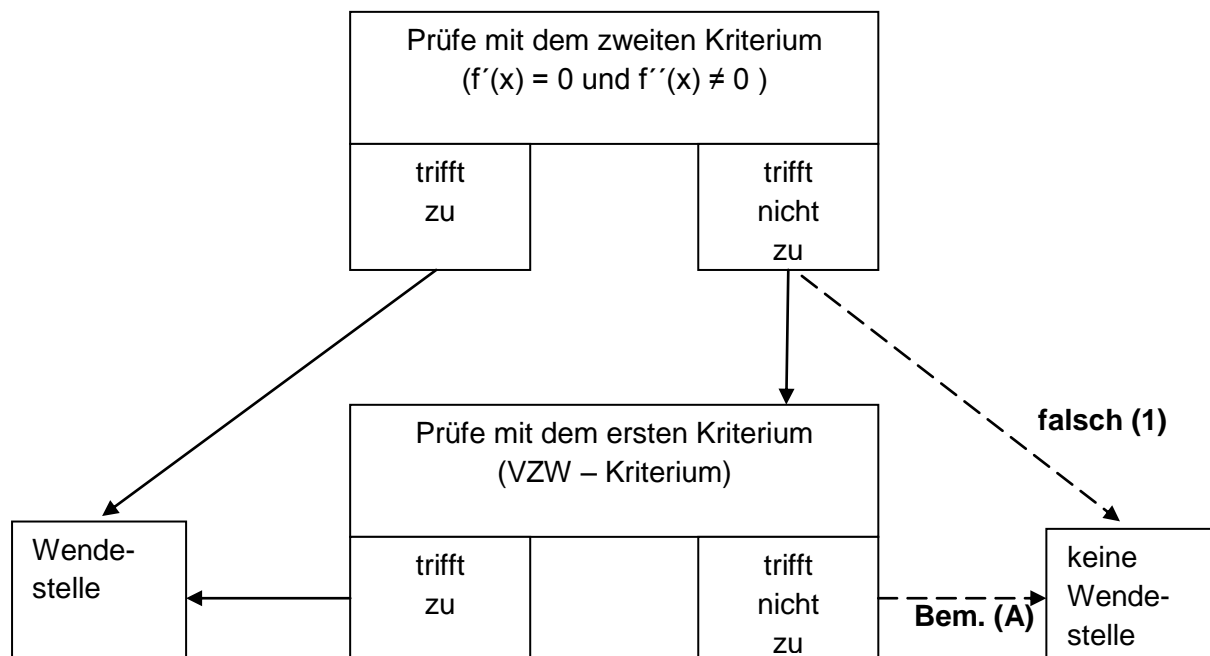 Prüfe mit dem zweiten Kriterium
(f´(x) = 0 und f´´(x) ≠ 0 )
trifft
zu
trifft
nicht
zu
falsch (1)
Prüfe mit dem ersten Kriterium
(VZW – Kriterium)
Wende-
stelle
trifft
zu
trifft
nicht
zu
Bem. (A)
keine
Wende-
stelle